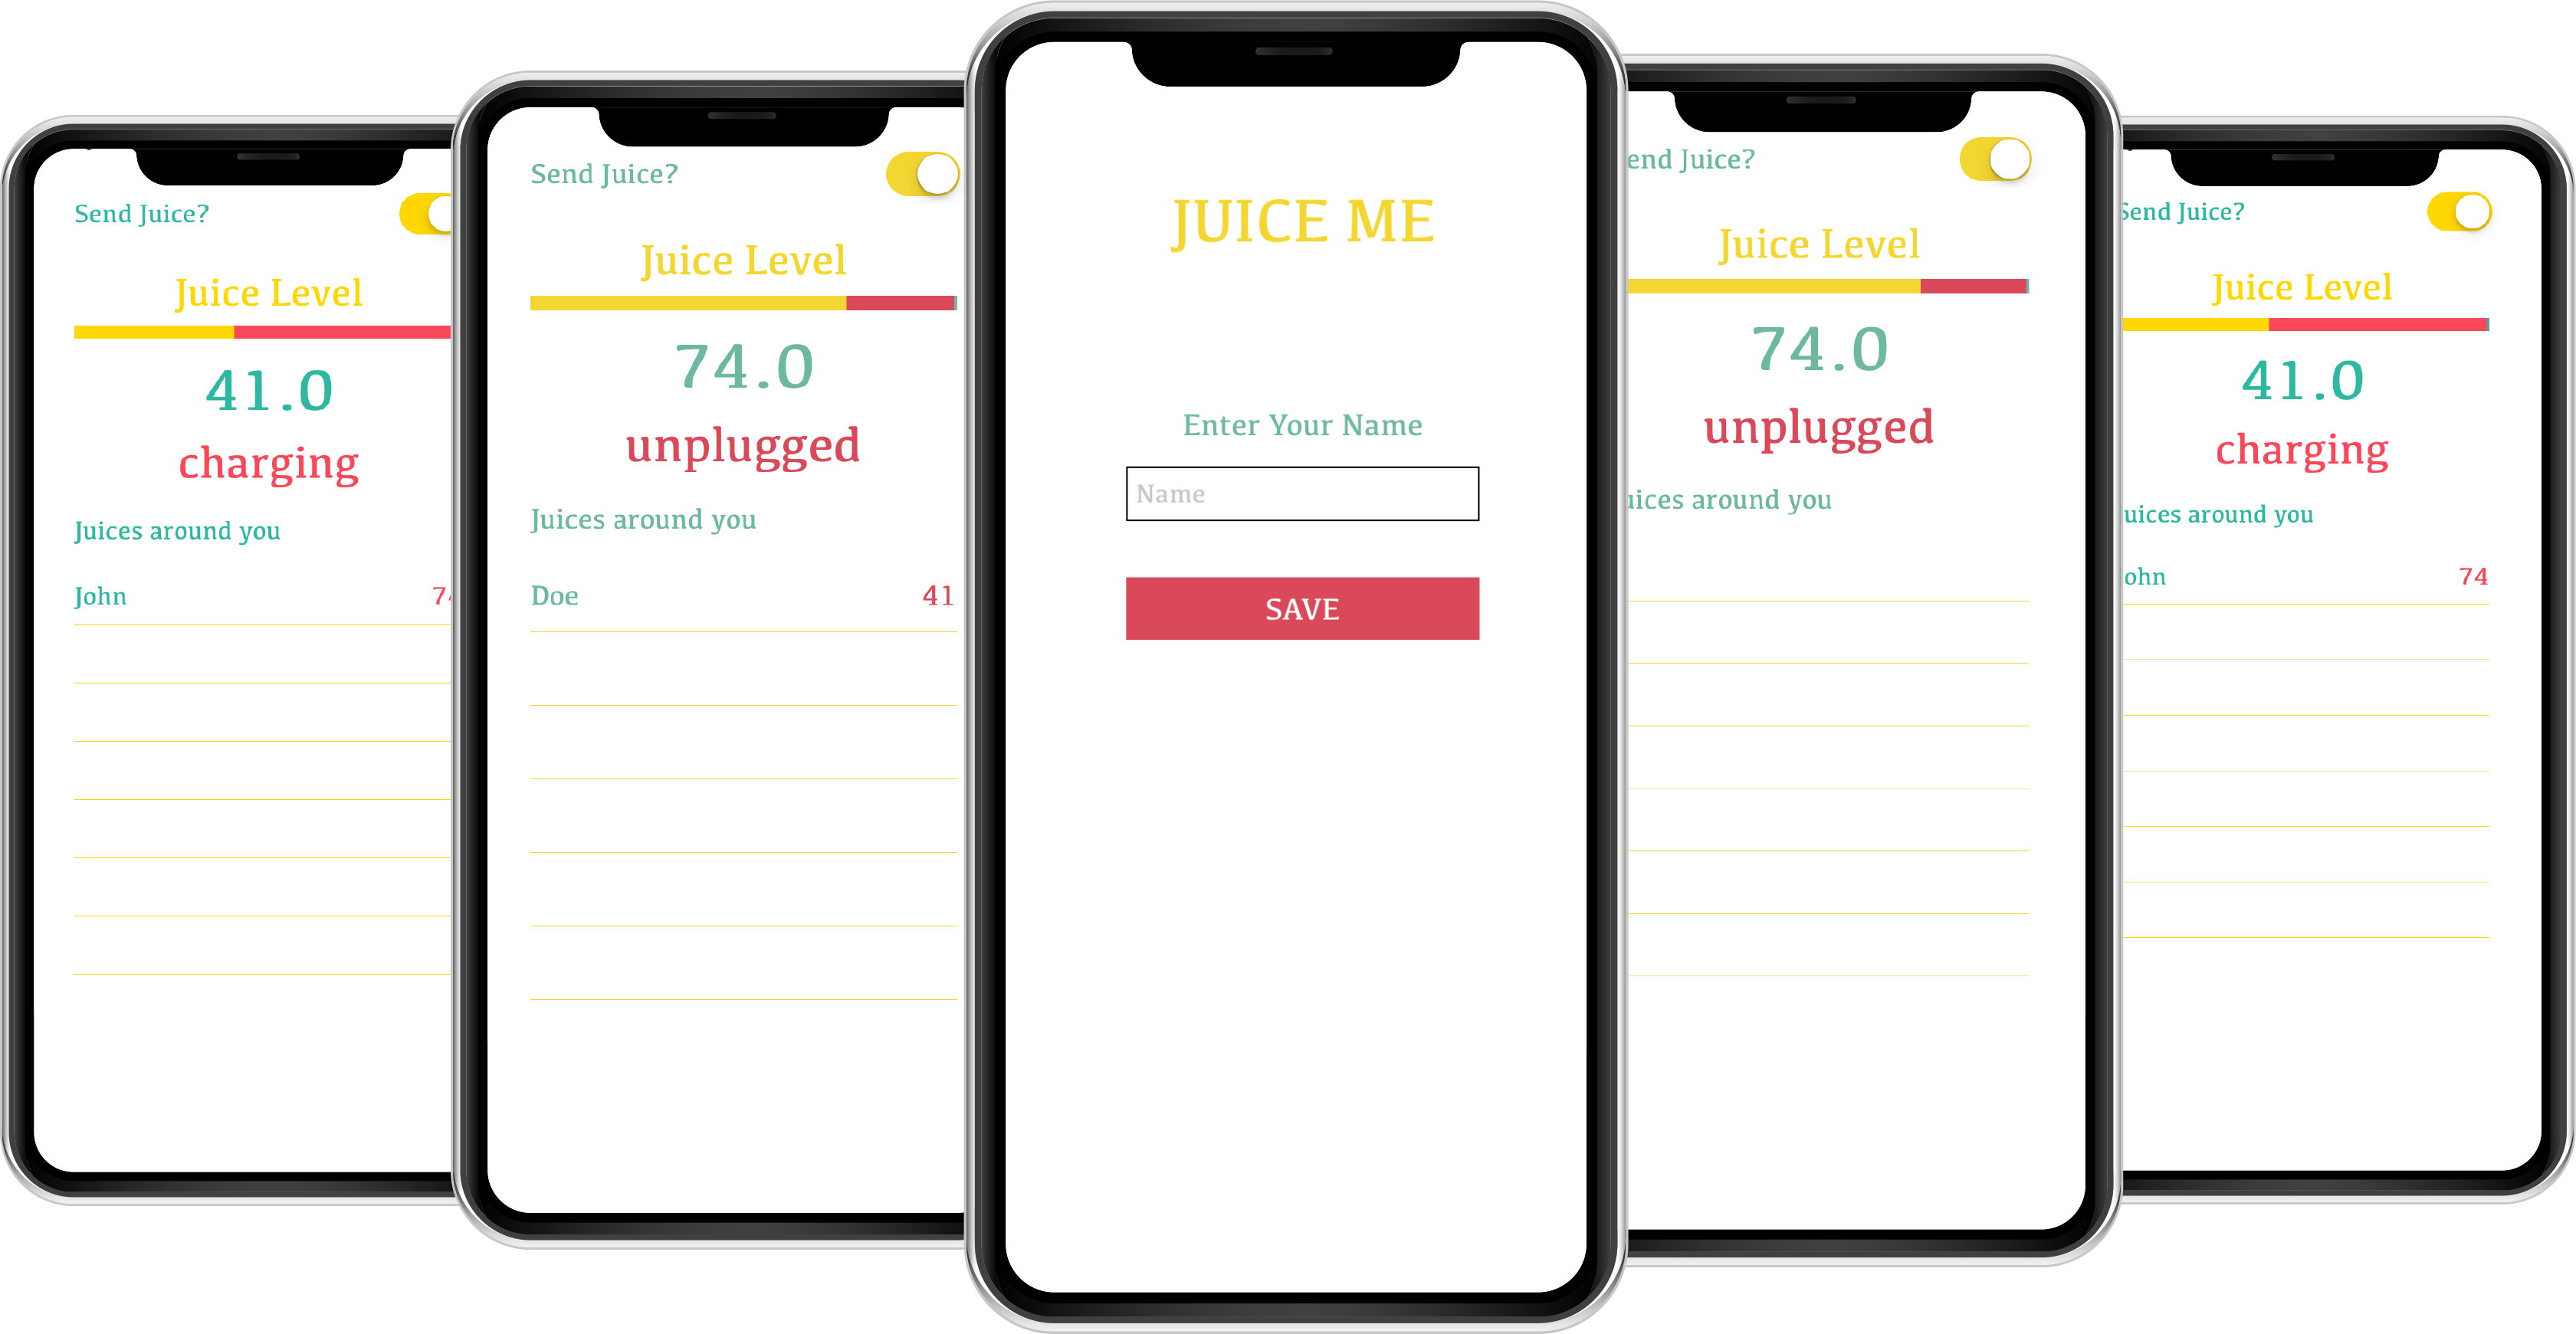 Send Juice?
Juice Level
41.0
charging
Juices around you
John
Send Juice?
Juice Level
74.0
unplugged
Juices around you
Doe 41
JUICE ME
Enter Your Name
Name
SAVE
end Juice?
Juice Level
74.0
unplugged
uices around you
Send Juice?
Juice Level
41.0
charging
uices around you
ohn 74